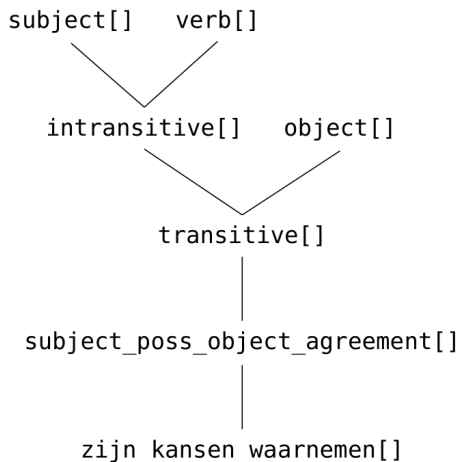 subject[] verb[]
intransitive[] object[]
transitive[]
subject_poss_object_agreement[]
zijn kansen waarnemen[]